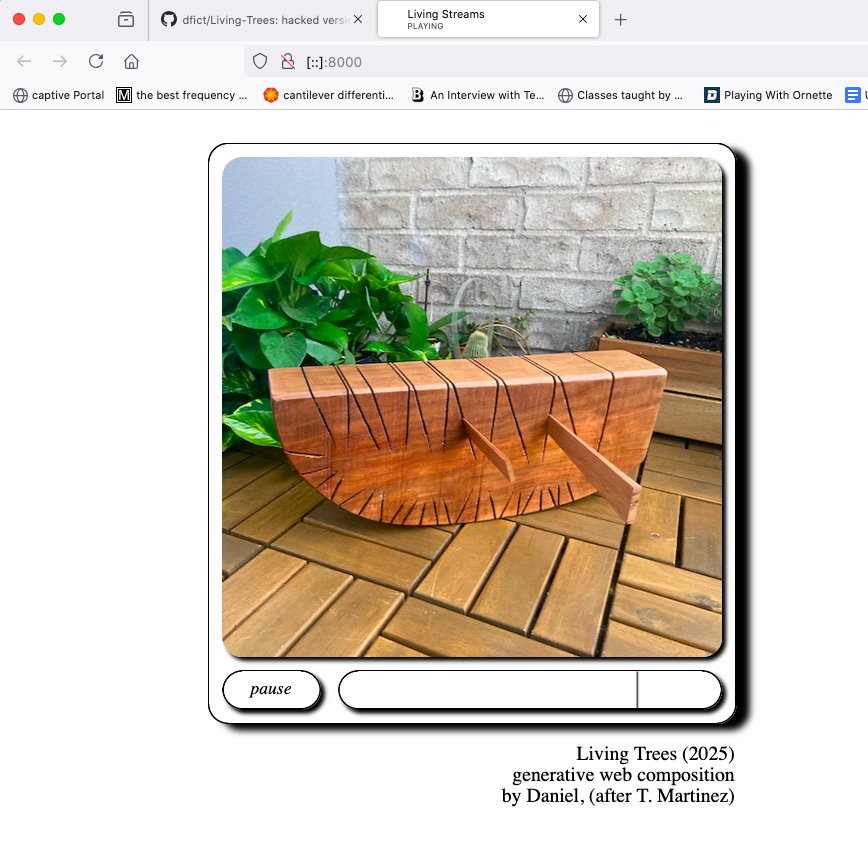 dfict/Living-Trees: hacked versi
Living Streams
PLAYING
[::]:8000
captive Portal
M the best frequency ...
cantilever differenti...
B An Interview with Te...
Classes taught by ...
Playing With Ornette
pause
Living Trees (2025)
generative web composition
by Daniel, (after T. Martinez)